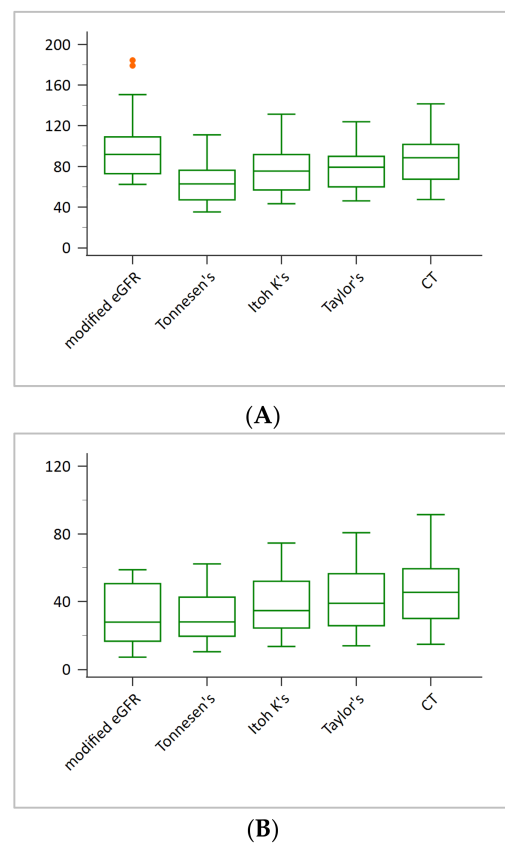 200
160
120
80
40
0
modified eGFR
Tonnesen's
Itoh K's
Taylor's
CT
(A)
120
80
40
0
modified eGFR
Tonnesen's
Itoh K's
Taylor's
CT
(B)